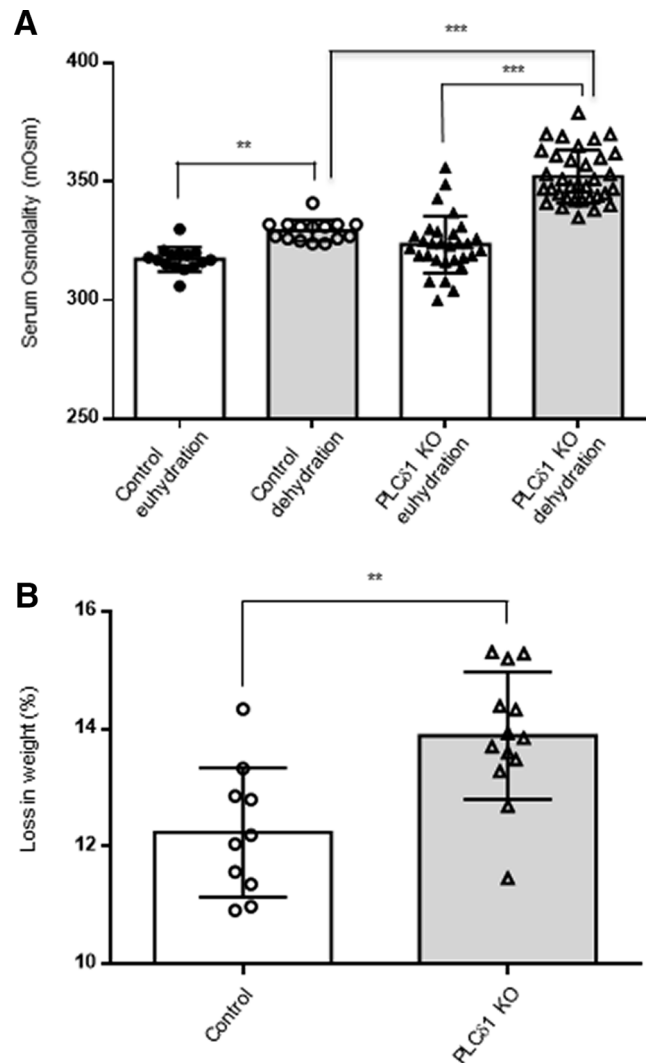 A
***
***
**
400
350
300
250
Serum Osmolality (mOsm)
Control
euhydration
Control
dehydration
PLCδ1 KO
euhydration
PLCδ1 KO
dehydration
B
**
16
14
12
10
Loss in weight (%)
Control
PLCδ1 KO